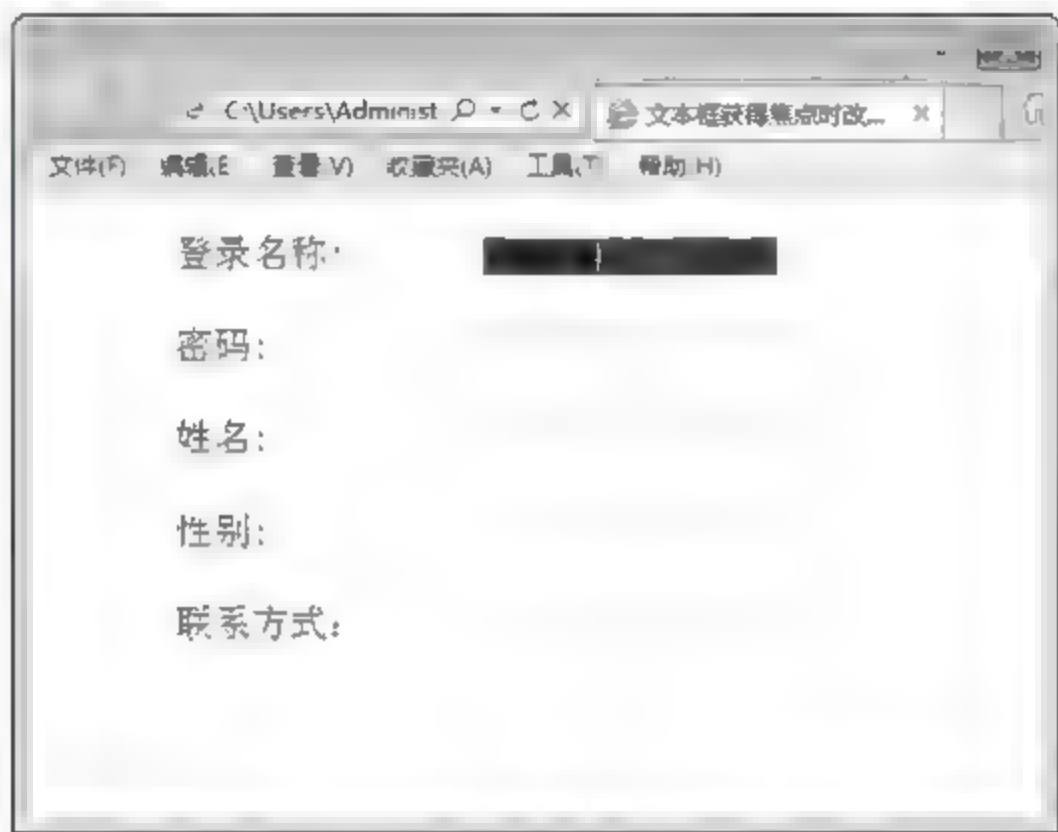 C:\Users\Administ 文本框获得焦点时改...
文件(F) 编辑(E 查看(V) 收藏夹(A) 工具(T 帮助(H)
登录名称:
密码:
姓名:
性别:
联系方式: